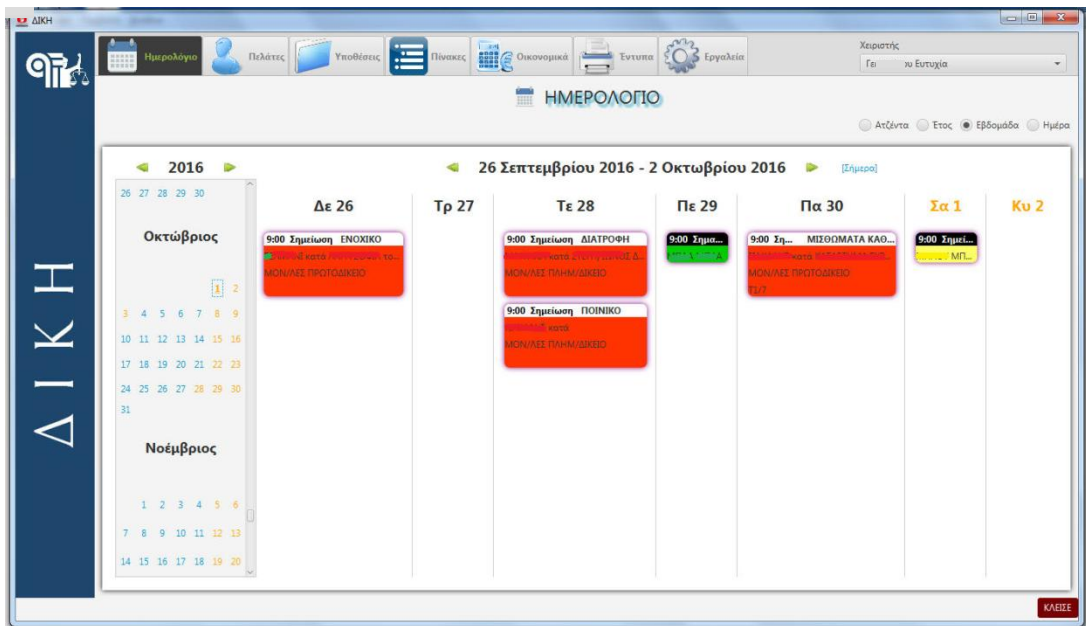 ΔΙΚΗ
Ημερολόγιο Πελάτες Υποθέσεις Πίνακες Οικονομικά Έντυπα Εργαλεία
Χειριστής
Ευτυχία
ΗΜΕΡΟΛΟΓΙΟ
Ατζέντα Έτος Εβδομάδα Ημέρα
ΔΙΚΗ
2016
26 27 28 29 30
Οκτώβριος
1 2
3 4 5 6 7 8 9
10 11 12 13 14 15 16
17 18 19 20 21 22 23
24 25 26 27 28 29 30
31
Νοέμβριος
1 2 3 4 5 6
7 8 9 10 11 12 13
14 15 16 17 18 19 20
26 Σεπτεμβρίου 2016 - 2 Οκτωβρίου 2016 [Σήμερα]
Δε 26 Τρ 27 Τε 28 Πε 29 Πα 30 Σα 1 Κυ 2
9:00 Σημείωση ΕΝΟΧΙΚΟ
κατά το...
ΜΟΝ/ΛΕΣ ΠΡΩΤΟΔΙΚΕΙΟ
9:00 Σημείωση ΔΙΑΤΡΟΦΗ
κατά Δ...
ΜΟΝ/ΛΕΣ ΠΛΗΜ/ΔΙΚΕΙΟ
9:00 Σημείωση ΠΟΙΝΙΚΟ
κατά
ΜΟΝ/ΛΕΣ ΠΛΗΜ/ΔΙΚΕΙΟ
9:00 Σημα...
9:00 Ση... ΜΙΣΘΩΜΑΤΑ ΚΑΘ...
κατα
ΜΟΝ/ΛΕΣ ΠΡΩΤΟΔΙΚΕΙΟ
Τ1/7
9:00 Σημεί...
ΜΠ...
ΚΛΕΙΣΕ